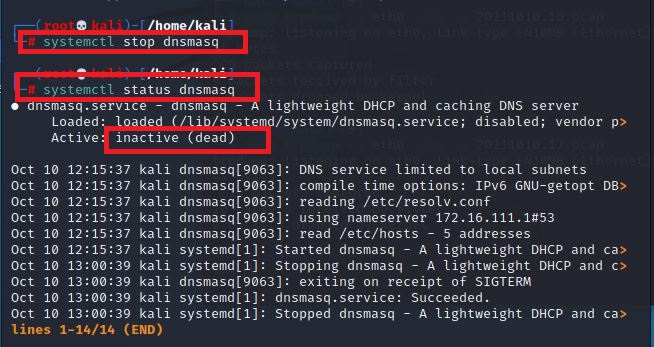 (root💀kali)-[/home/kali]
# systemctl stop dnsmasq
(root💀kali)-[/home/kali]
# systemctl status dnsmasq
● dnsmasq.service - dnsmasq - A lightweight DHCP and caching DNS server
Loaded: loaded (/lib/systemd/system/dnsmasq.service; disabled; vendor p>
Active: inactive (dead)
Oct 10 12:15:37 kali dnsmasq[9063]: DNS service limited to local subnets
Oct 10 12:15:37 kali dnsmasq[9063]: compile time options: IPv6 GNU-getopt DB>
Oct 10 12:15:37 kali dnsmasq[9063]: reading /etc/resolv.conf
Oct 10 12:15:37 kali dnsmasq[9063]: using nameserver 172.16.111.1#53
Oct 10 12:15:37 kali dnsmasq[9063]: read /etc/hosts - 5 addresses
Oct 10 12:15:37 kali systemd[1]: Started dnsmasq - A lightweight DHCP and ca>
Oct 10 13:00:39 kali systemd[1]: Stopping dnsmasq - A lightweight DHCP and c>
Oct 10 13:00:39 kali dnsmasq[9063]: exiting on receipt of SIGTERM
Oct 10 13:00:39 kali systemd[1]: dnsmasq.service: Succeeded.
Oct 10 13:00:39 kali systemd[1]: Stopped dnsmasq - A lightweight DHCP and ca>
lines 1-14/14 (END)